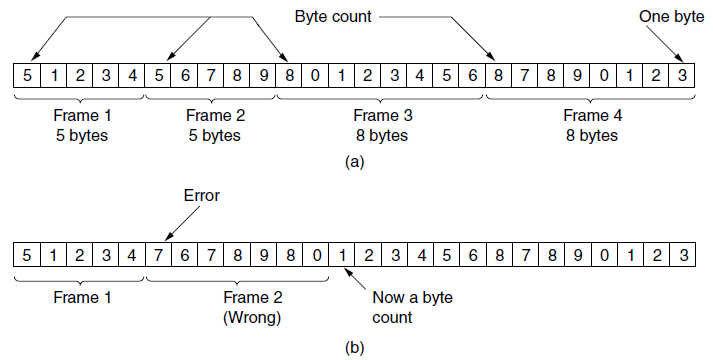 Byte count One byte
5 1 2 3 4 5 6 7 8 9 8 0 1 2 3 4 5 6 8 7 8 9 0 1 2 3
Frame 1 Frame 2 Frame 3 Frame 4
5 bytes 5 bytes 8 bytes 8 bytes
(a)
Error
5 1 2 3 4 7 6 7 8 9 8 0 1 2 3 4 5 6 8 7 8 9 0 1 2 3
Frame 1 Frame 2 Now a byte
(Wrong) count
(b)